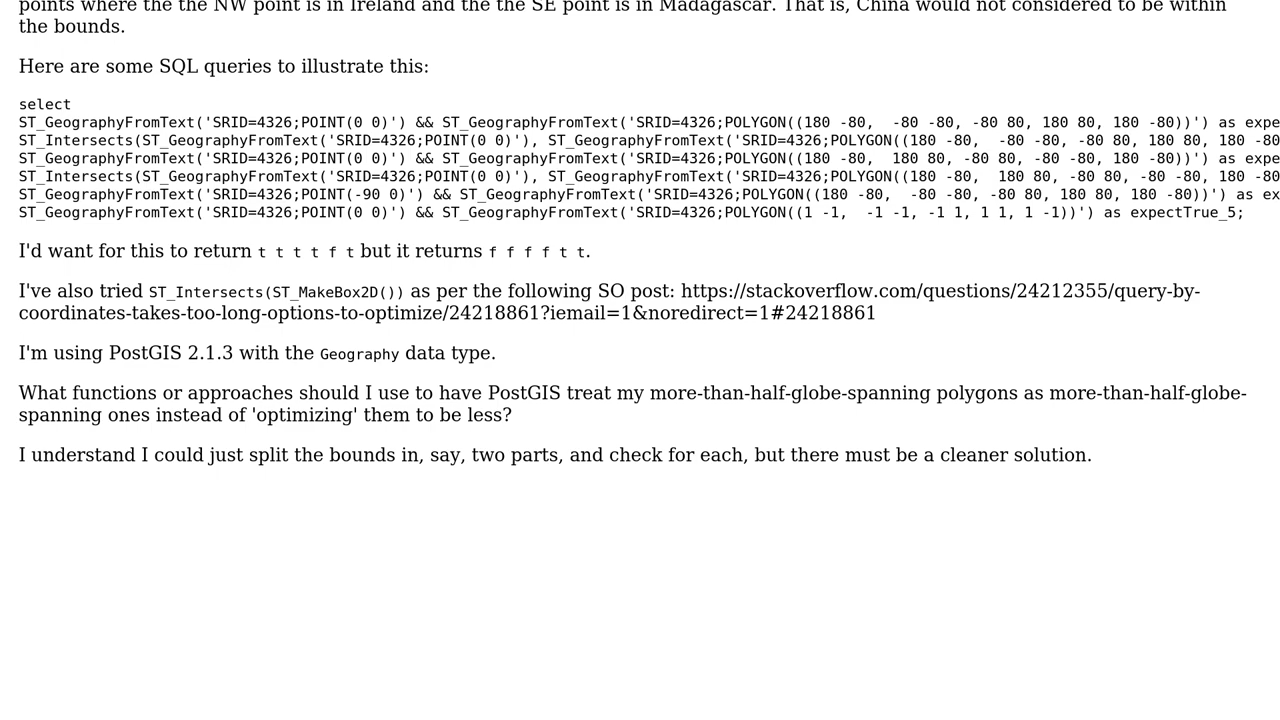 points where the the NW point is in Ireland and the the SE point is in Madagascar. That is, China would not considered to be within
the bounds.
Here are some SQL queries to illustrate this:
select
ST_GeographyFromText('SRID=4326;POINT(0 0)') && ST_GeographyFromText('SRID=4326;POLYGON((180 -80,  -80 -80, -80 80, 180 80, 180 -80))') as expe
ST_Intersects(ST_GeographyFromText('SRID=4326;POINT(0 0)'), ST_GeographyFromText('SRID=4326;POLYGON((180 -80,  -80 -80, -80 80, 180 80, 180 -80
ST_GeographyFromText('SRID=4326;POINT(0 0)') && ST_GeographyFromText('SRID=4326;POLYGON((180 -80,  180 80, -80 80, -80 -80, 180 -80))') as expe
ST_Intersects(ST_GeographyFromText('SRID=4326;POINT(0 0)'), ST_GeographyFromText('SRID=4326;POLYGON((180 -80,  180 80, -80 80, -80 -80, 180 -80
ST_GeographyFromText('SRID=4326;POINT(-90 0)') && ST_GeographyFromText('SRID=4326;POLYGON((180 -80,  -80 -80, -80 80, 180 80, 180 -80))') as ex
ST_GeographyFromText('SRID=4326;POINT(0 0)') && ST_GeographyFromText('SRID=4326;POLYGON((1 -1,  -1 -1, -1 1, 1 1, 1 -1))') as expectTrue_5;
I'd want for this to return t t t t f t but it returns f f f f t t.
I've also tried ST_Intersects(ST_MakeBox2D()) as per the following SO post: https://stackoverflow.com/questions/24212355/query-by-
coordinates-takes-too-long-options-to-optimize/24218861?iemail=1&noredirect=1#24218861
I'm using PostGIS 2.1.3 with the Geography data type.
What functions or approaches should I use to have PostGIS treat my more-than-half-globe-spanning polygons as more-than-half-globe-
spanning ones instead of 'optimizing' them to be less?
I understand I could just split the bounds in, say, two parts, and check for each, but there must be a cleaner solution.